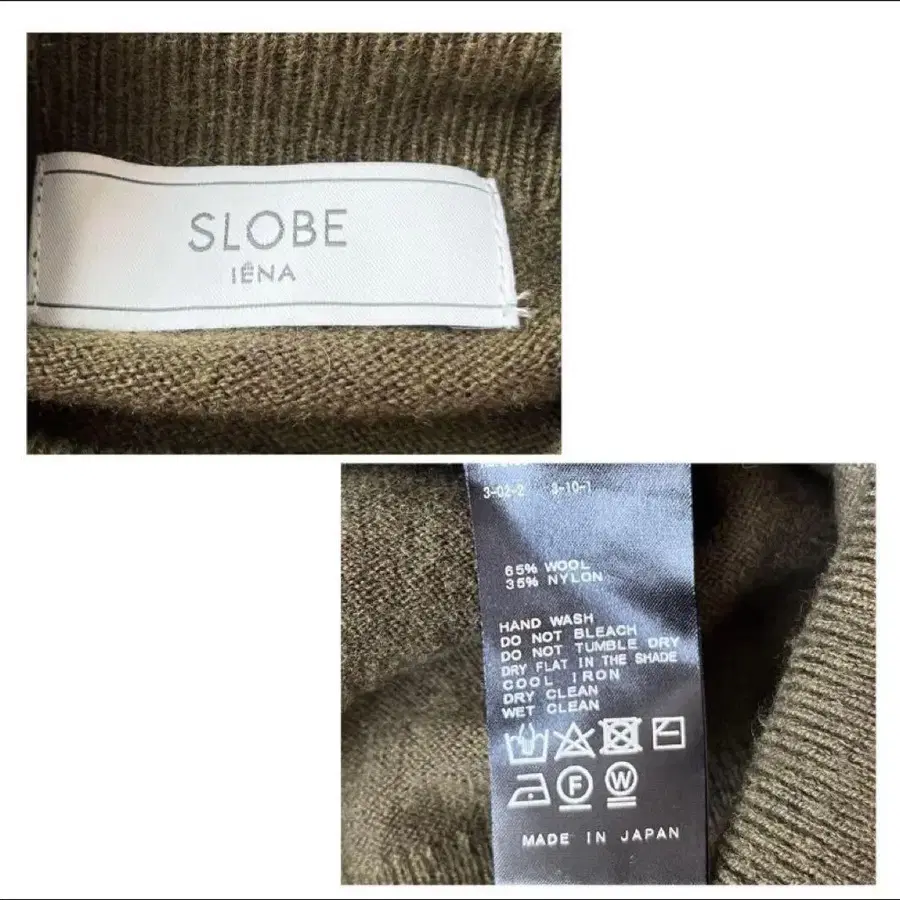 SLOBE
IÊNA
3-02-2 3-10-1
65% WOOL
35% NYLON
HAND WASH
DO NOT BLEACH
DO NOT TUMBLE DRY
DRY FLAT IN THE SHADE
COOL IRON
DRY CLEAN
WET CLEAN
F W
MADE IN JAPAN